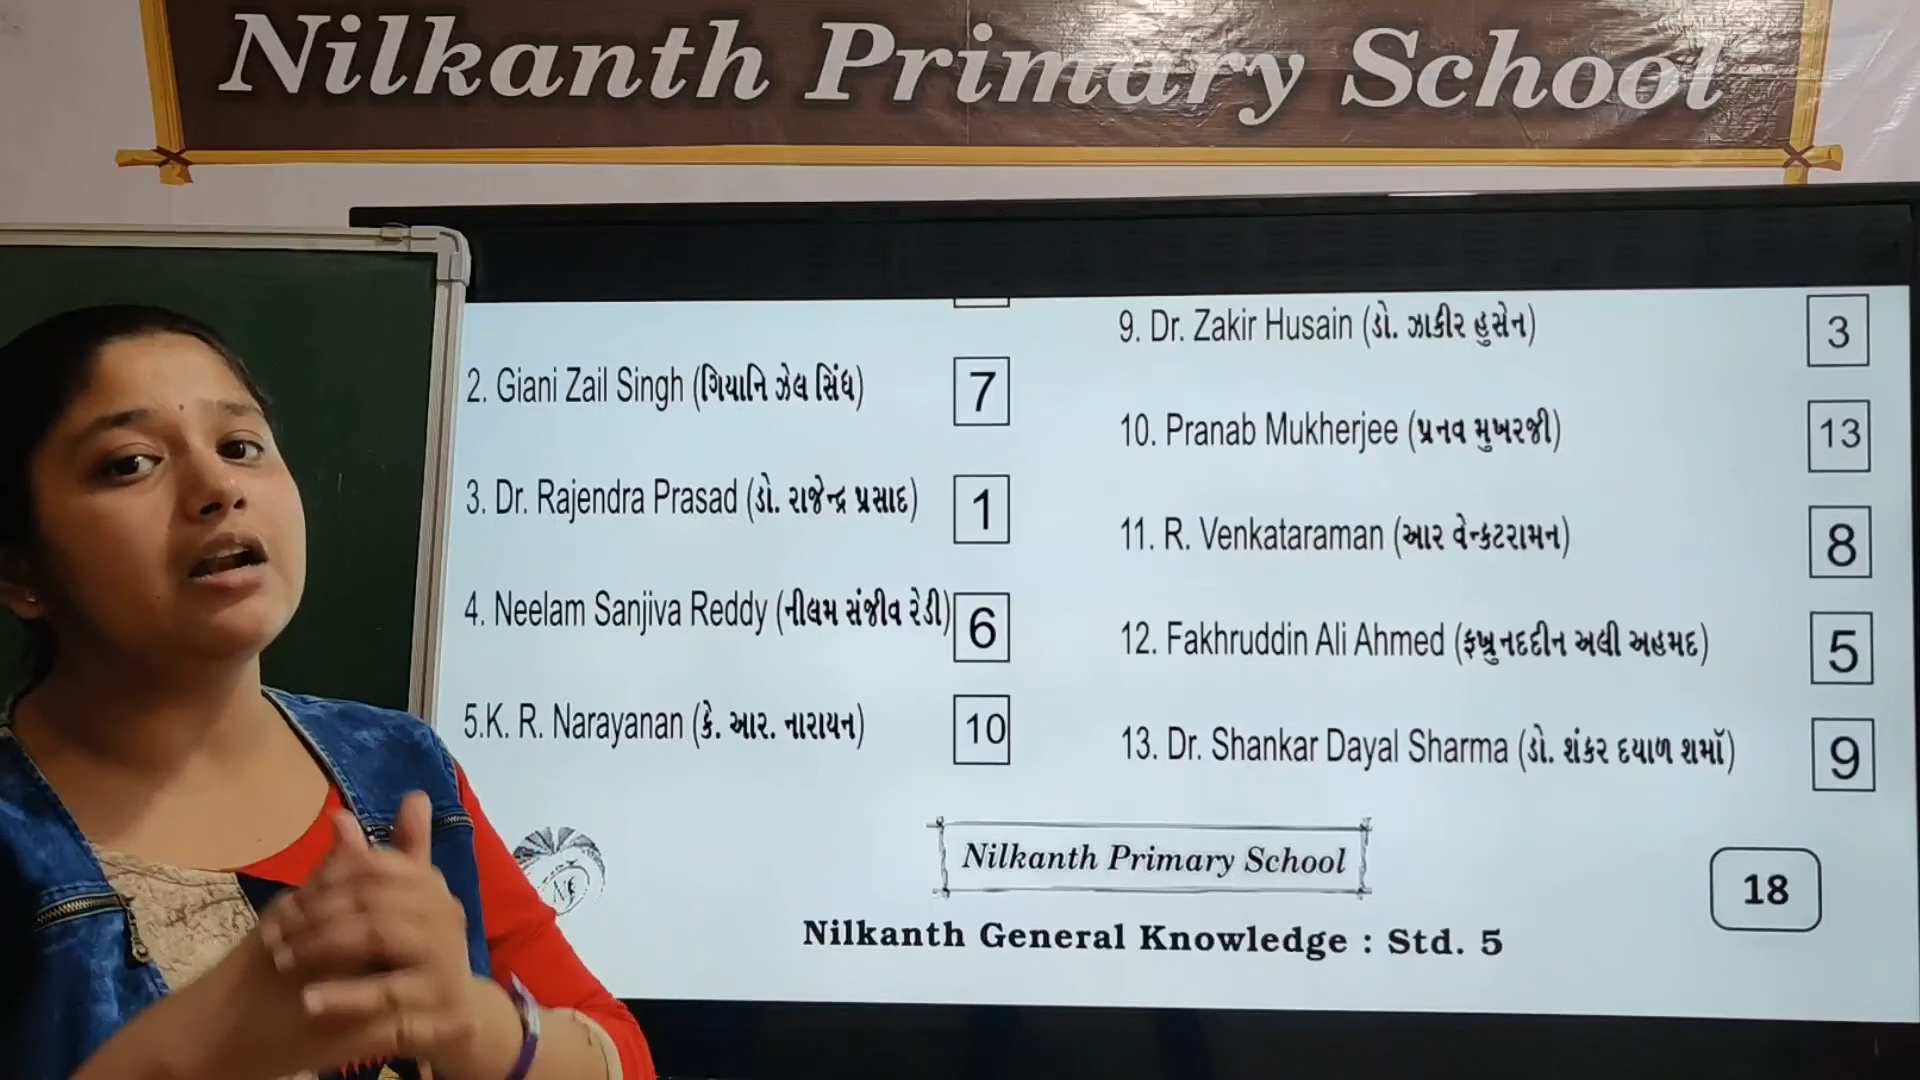 Nilkanth Primary School
2. Giani Zail Singh (ગિયાનિ ઝેલ સિંઘ) 7
3. Dr. Rajendra Prasad (ડો. રાજેન્દ્ર પ્રસાદ) 1
4. Neelam Sanjiva Reddy (નીલમ સંજીવ રેડી) 6
5.K. R. Narayanan (કે. આર. નારાયન) 10
9. Dr. Zakir Husain (ડો. ઝાકીર હુસેન) 3
10. Pranab Mukherjee (પ્રનવ મુખરજી) 13
11. R. Venkataraman (આર વેન્કટરામન) 8
12. Fakhruddin Ali Ahmed (ફખ્રુનદદીન અલી અહમદ) 5
13. Dr. Shankar Dayal Sharma (ડો. શંકર દયાળ શર્મા) 9
Nilkanth Primary School
18
Nilkanth General Knowledge : Std. 5